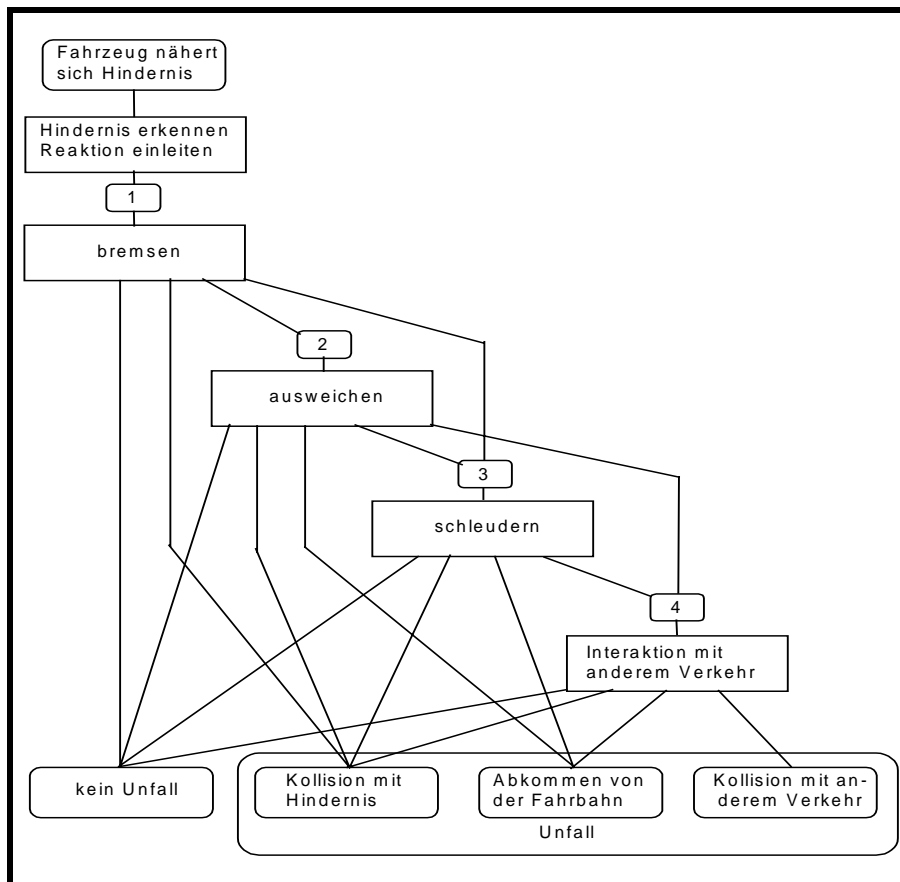 Fahrzeug nähert
sich Hindernis
Hindernis erkennen
Reaktion einleiten
1
bremsen
2
ausweichen
3
schleudern
4
Interaktion mit
anderem Verkehr
kein Unfall
Kollision mit
Hindernis
Abkommen von
der Fahrbahn
Kollision mit an-
derem Verkehr
Unfall